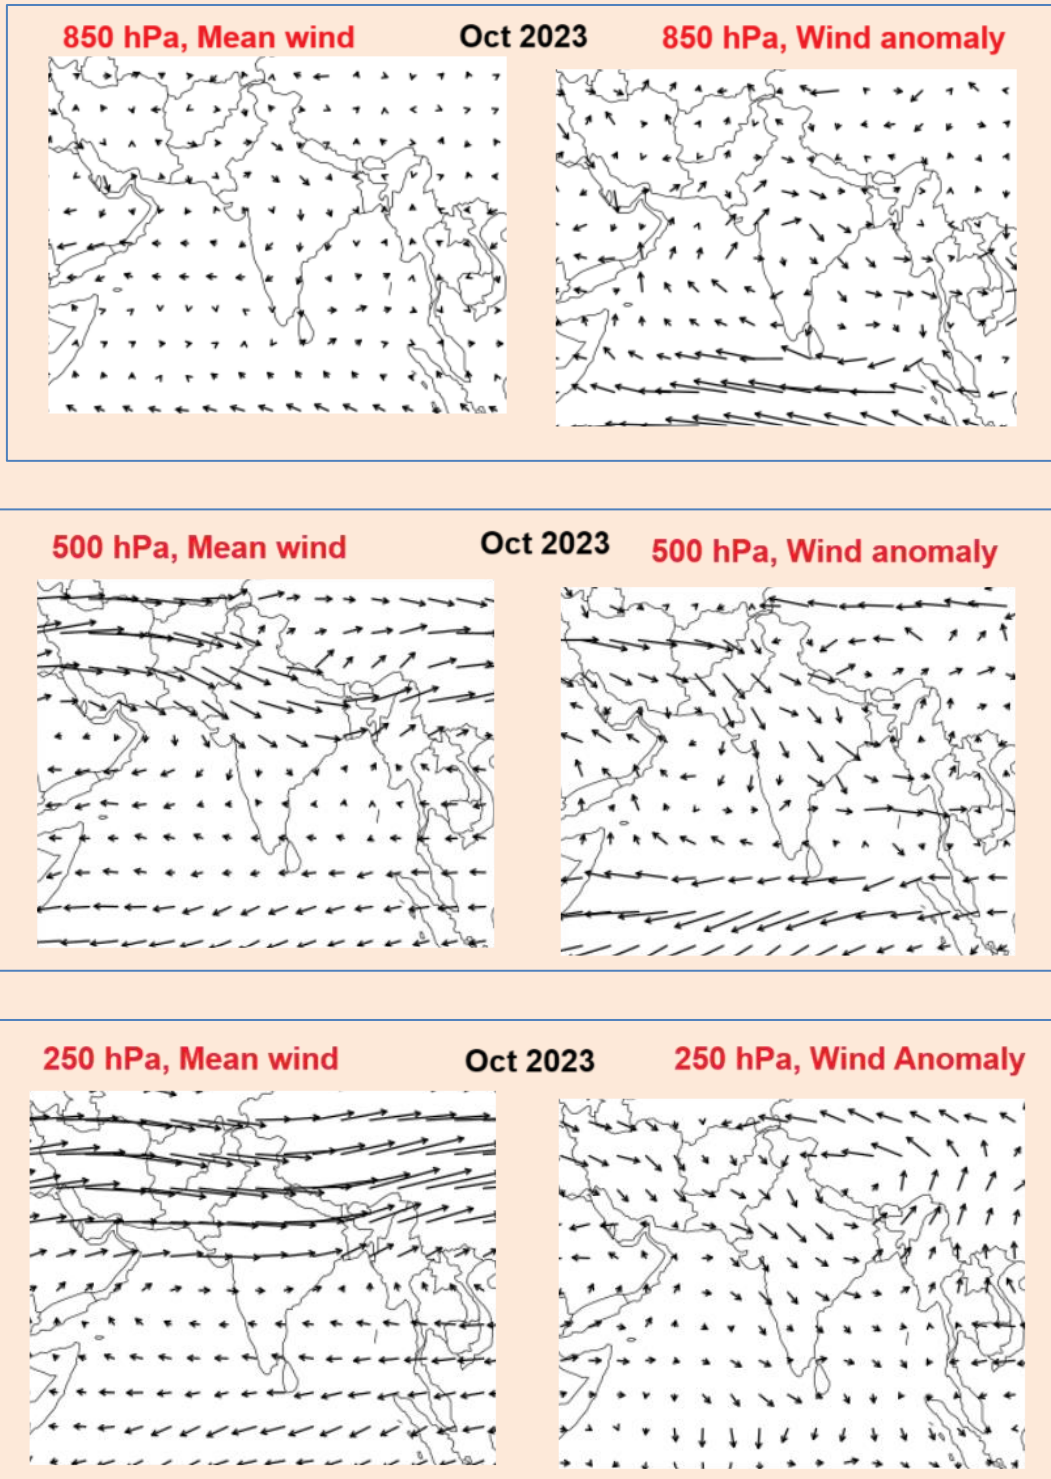 850 hPa, Mean wind Oct 2023 850 hPa, Wind anomaly
500 hPa, Mean wind Oct 2023 500 hPa, Wind anomaly
250 hPa, Mean wind Oct 2023 250 hPa, Wind Anomaly